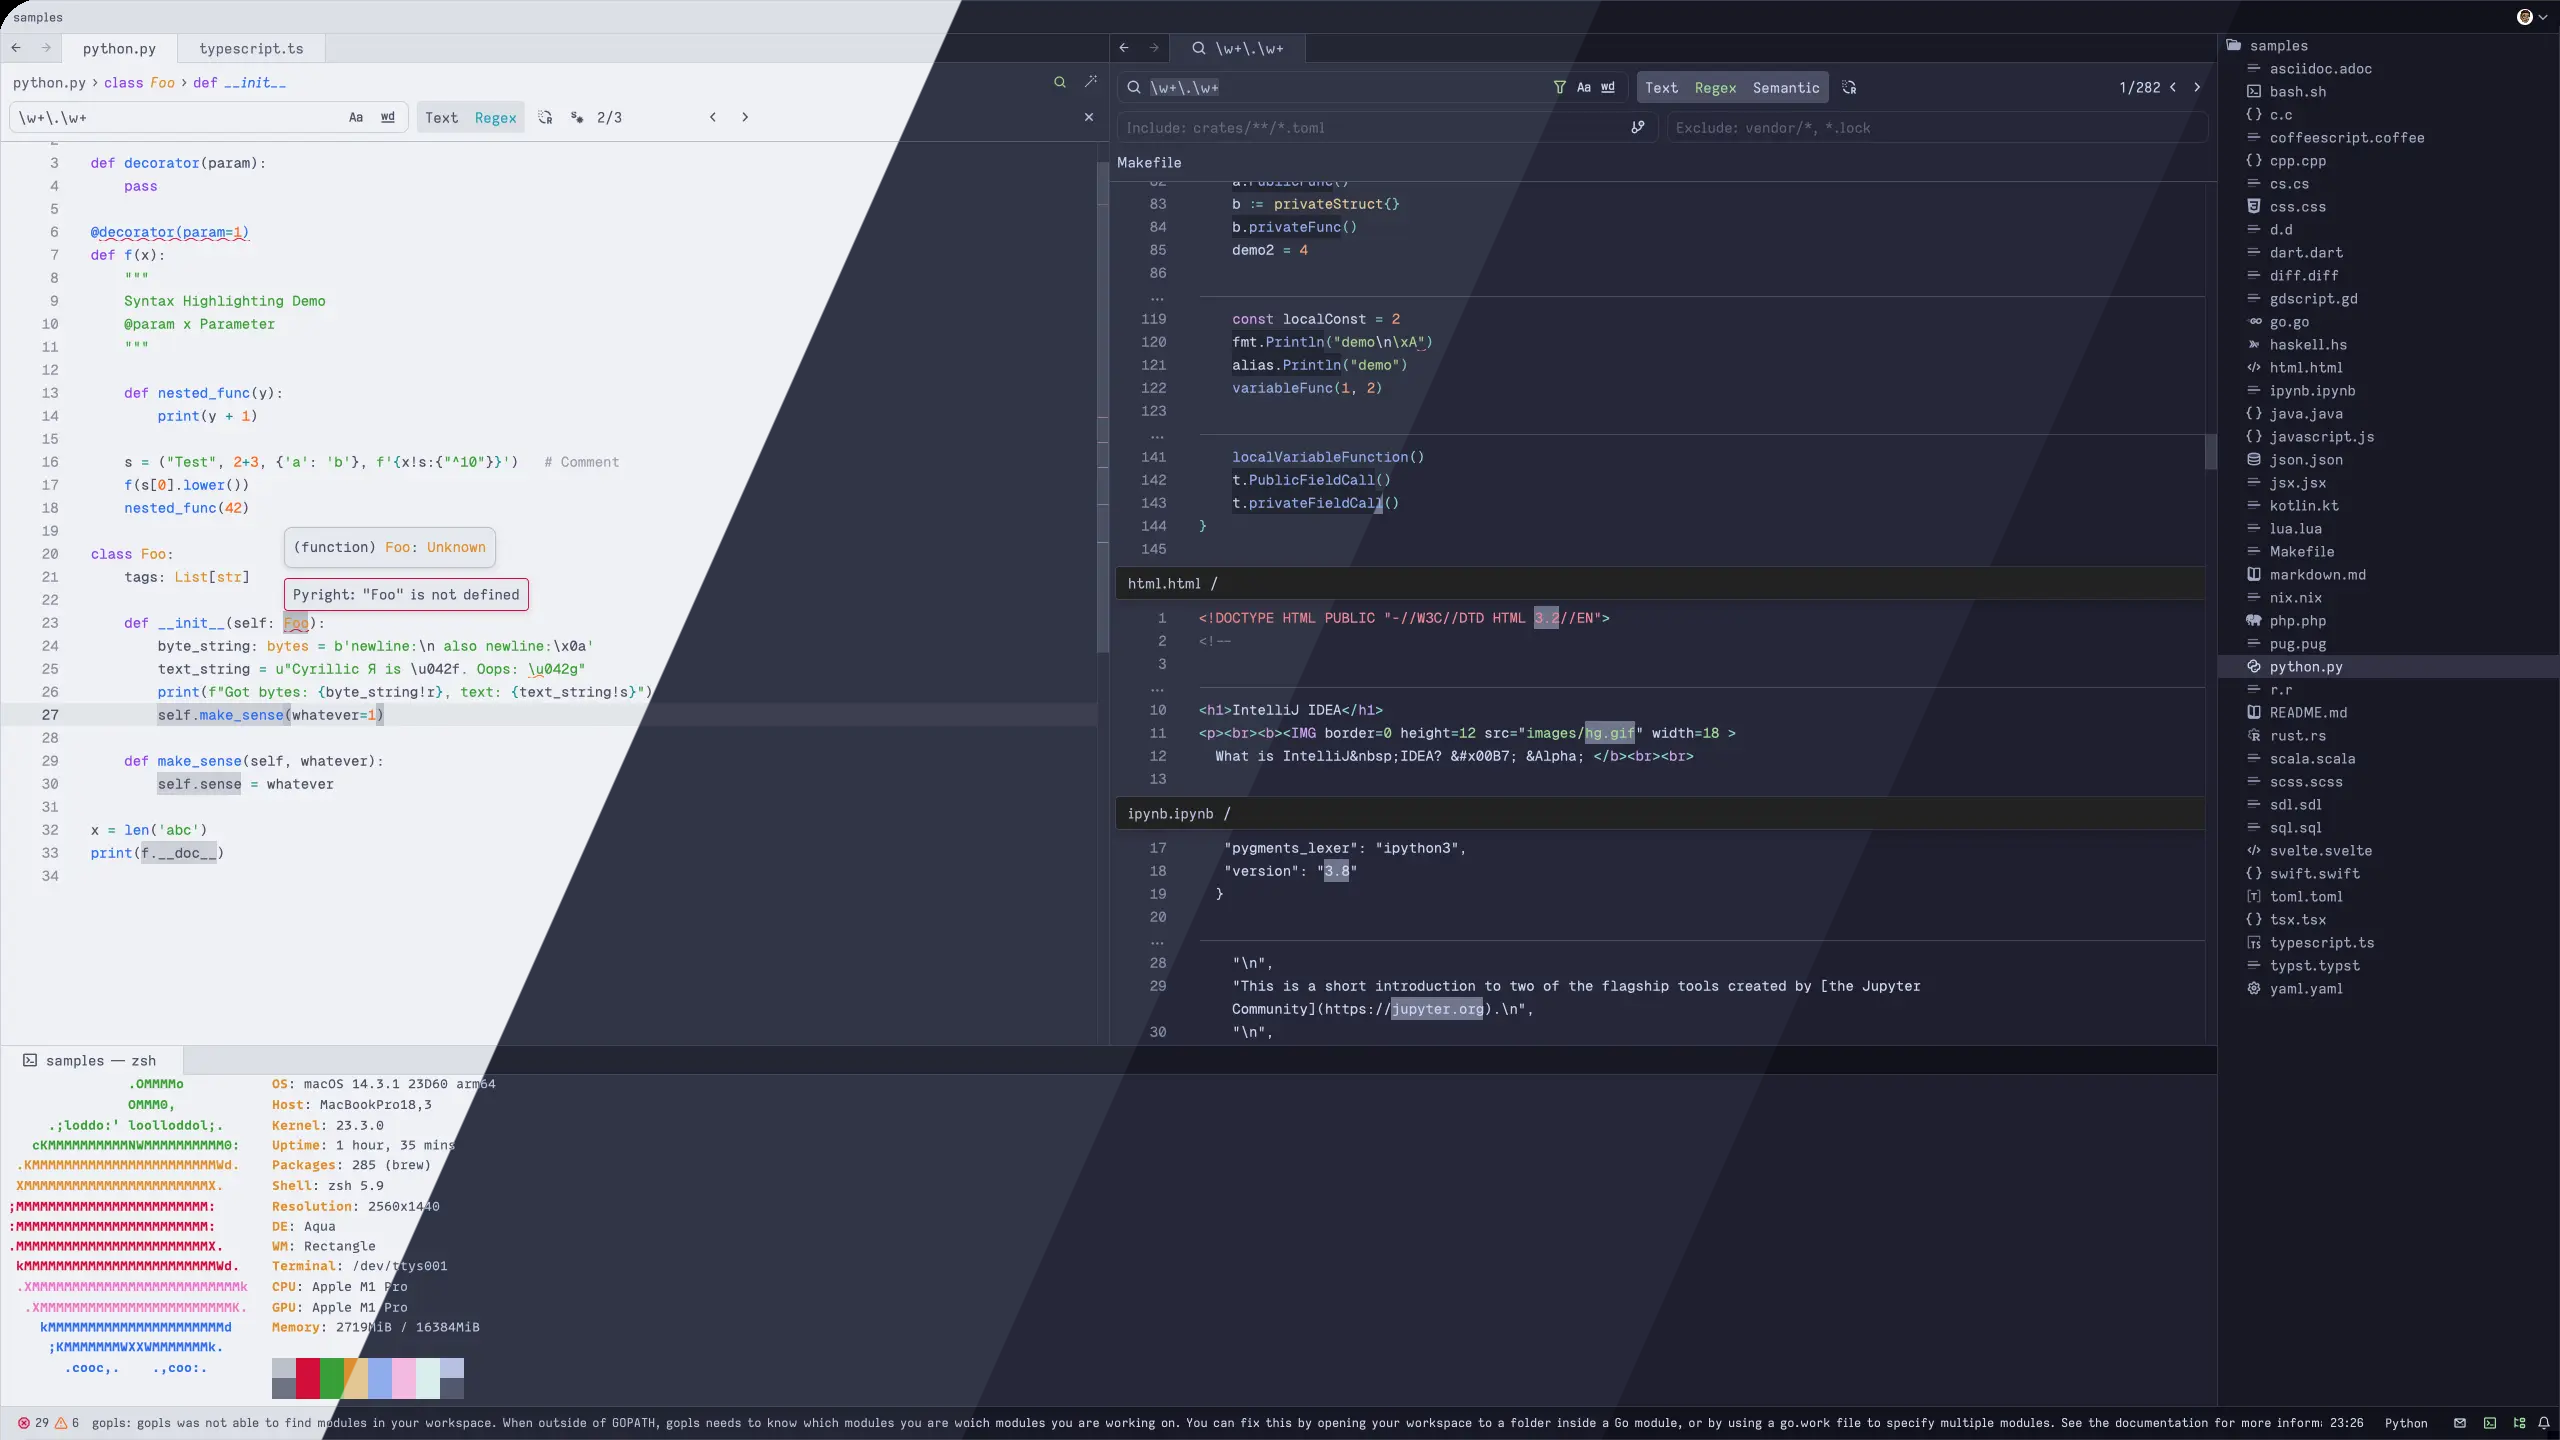 samples
python.py
typescript.ts
python.py > class Foo > def __init__
\w+\.\w+
Aa
wd
Text
Regex
2/3
3 def decorator(param):
4 pass
5
6 @decorator(param=1)
7 def f(x):
8 """
9 Syntax Highlighting Demo
10 @param x Parameter
11 """
12
13 def nested_func(y):
14 print(y + 1)
15
16 s = ("Test", 2+3, {'a': 'b'}, f'{x!s:{"^10"}}') # Comment
17 f(s[0].lower())
18 nested_func(42)
19
(function) Foo: Unknown
20 class Foo:
21 tags: List[str]
22
Pyright: "Foo" is not defined
23 def __init__(self: Foo):
24 byte_string: bytes = b'newline:\n also newline:\x0a'
25 text_string = u"Cyrillic Я is \u042f. Oops: \u042g"
26 print(f"Got bytes: {byte_string!r}, text: {text_string!s}")
27 self.make_sense(whatever=1)
28
29 def make_sense(self, whatever):
30 self.sense = whatever
31
32 x = len('abc')
33 print(f.__doc__)
34
\w+\.\w+
\w+\.\w+
Aa
wd
Text
Regex
Semantic
1/282
Include: crates/**/*.toml
Exclude: vendor/*, *.lock
Makefile
82 a.PublicFunc()
83 b := privateStruct{}
84 b.privateFunc()
85 demo2 = 4
86
...
119 const localConst = 2
120 fmt.Println("demo\n\xA")
121 alias.Println("demo")
122 variableFunc(1, 2)
123
...
141 localVariableFunction()
142 t.PublicFieldCall()
143 t.privateFieldCall()
144 }
145
html.html /
1 <!DOCTYPE HTML PUBLIC "-//W3C//DTD HTML 3.2//EN">
2 <!--
3
...
10 <h1>IntelliJ IDEA</h1>
11 <p><br><b><IMG border=0 height=12 src="images/hg.gif" width=18 >
12 What is IntelliJ&nbsp;IDEA? &#x00B7; &Alpha; </b><br><br>
13
ipynb.ipynb /
17 "pygments_lexer": "ipython3",
18 "version": "3.8"
19 }
20
...
28 "\n",
29 "This is a short introduction to two of the flagship tools created by [the Jupyter
Community](https://jupyter.org).\n",
30 "\n",
samples
asciidoc.adoc
bash.sh
c.c
coffeescript.coffee
cpp.cpp
cs.cs
css.css
d.d
dart.dart
diff.diff
gdscript.gd
go.go
haskell.hs
html.html
ipynb.ipynb
java.java
javascript.js
json.json
jsx.jsx
kotlin.kt
lua.lua
Makefile
markdown.md
nix.nix
php.php
pug.pug
python.py
r.r
README.md
rust.rs
scala.scala
scss.scss
sdl.sdl
sql.sql
svelte.svelte
swift.swift
toml.toml
tsx.tsx
typescript.ts
typst.typst
yaml.yaml
samples — zsh
.OMMMMo
OMMM0,
.;loddo:' loolloddol;.
cKMMMMMMMMMMNWMMMMMMMMMM0:
.KMMMMMMMMMMMMMMMMMMMMMMMWd.
XMMMMMMMMMMMMMMMMMMMMMMMX.
;MMMMMMMMMMMMMMMMMMMMMMMM:
:MMMMMMMMMMMMMMMMMMMMMMMM:
.MMMMMMMMMMMMMMMMMMMMMMMMX.
kMMMMMMMMMMMMMMMMMMMMMMMMWd.
.XMMMMMMMMMMMMMMMMMMMMMMMMMMk
.XMMMMMMMMMMMMMMMMMMMMMMMMK.
kMMMMMMMMMMMMMMMMMMMMMMd
;KMMMMMMMWXXWMMMMMMMk.
.cooc,. .,coo:.
OS: macOS 14.3.1 23D60 arm64
Host: MacBookPro18,3
Kernel: 23.3.0
Uptime: 1 hour, 35 mins
Packages: 285 (brew)
Shell: zsh 5.9
Resolution: 2560x1440
DE: Aqua
WM: Rectangle
Terminal: /dev/ttys001
CPU: Apple M1 Pro
GPU: Apple M1 Pro
Memory: 2719MiB / 16384MiB
29 6 gopls: gopls was not able to find modules in your workspace. When outside of GOPATH, gopls needs to know which modules you are woich modules you are working on. You can fix this by opening your workspace to a folder inside a Go module, or by using a go.work file to specify multiple modules. See the documentation for more inform: 23:26 Python